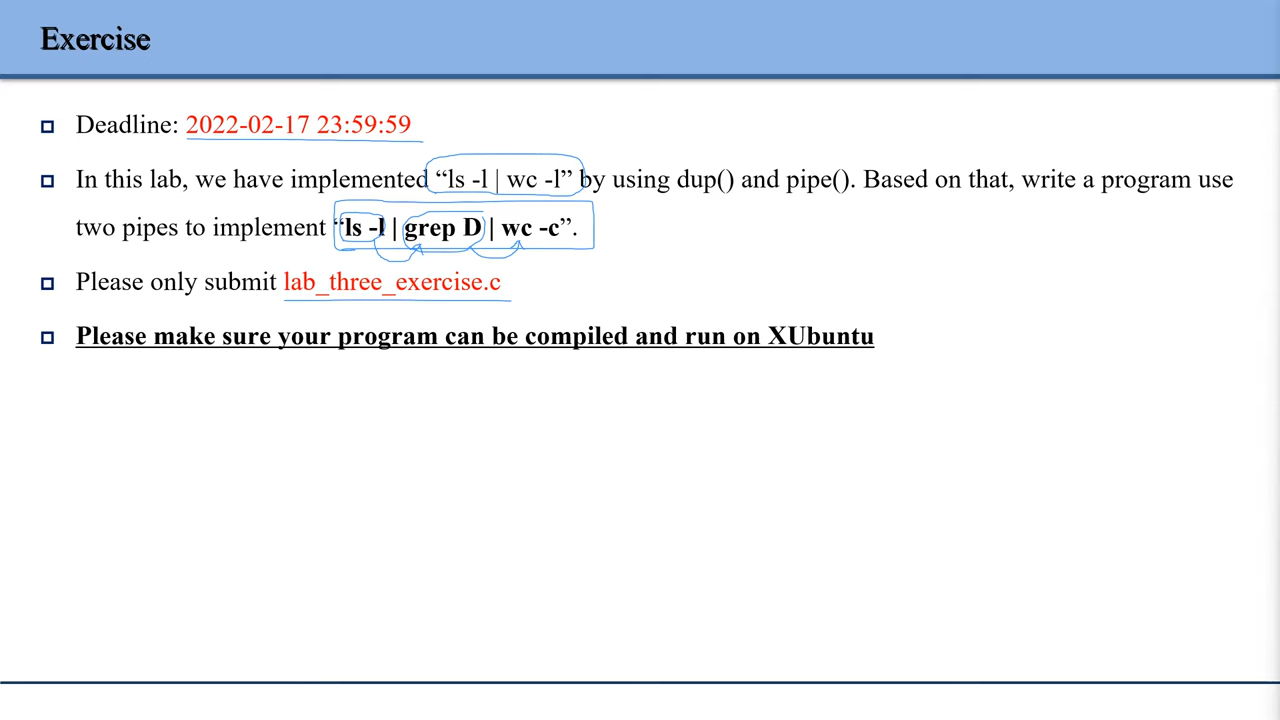 Exercise
Deadline: 2022-02-17 23:59:59
In this lab, we have implemented “ls -l | wc -l” by using dup() and pipe(). Based on that, write a program use
two pipes to implement “ls -l | grep D | wc -c”.
Please only submit lab_three_exercise.c
Please make sure your program can be compiled and run on XUbuntu